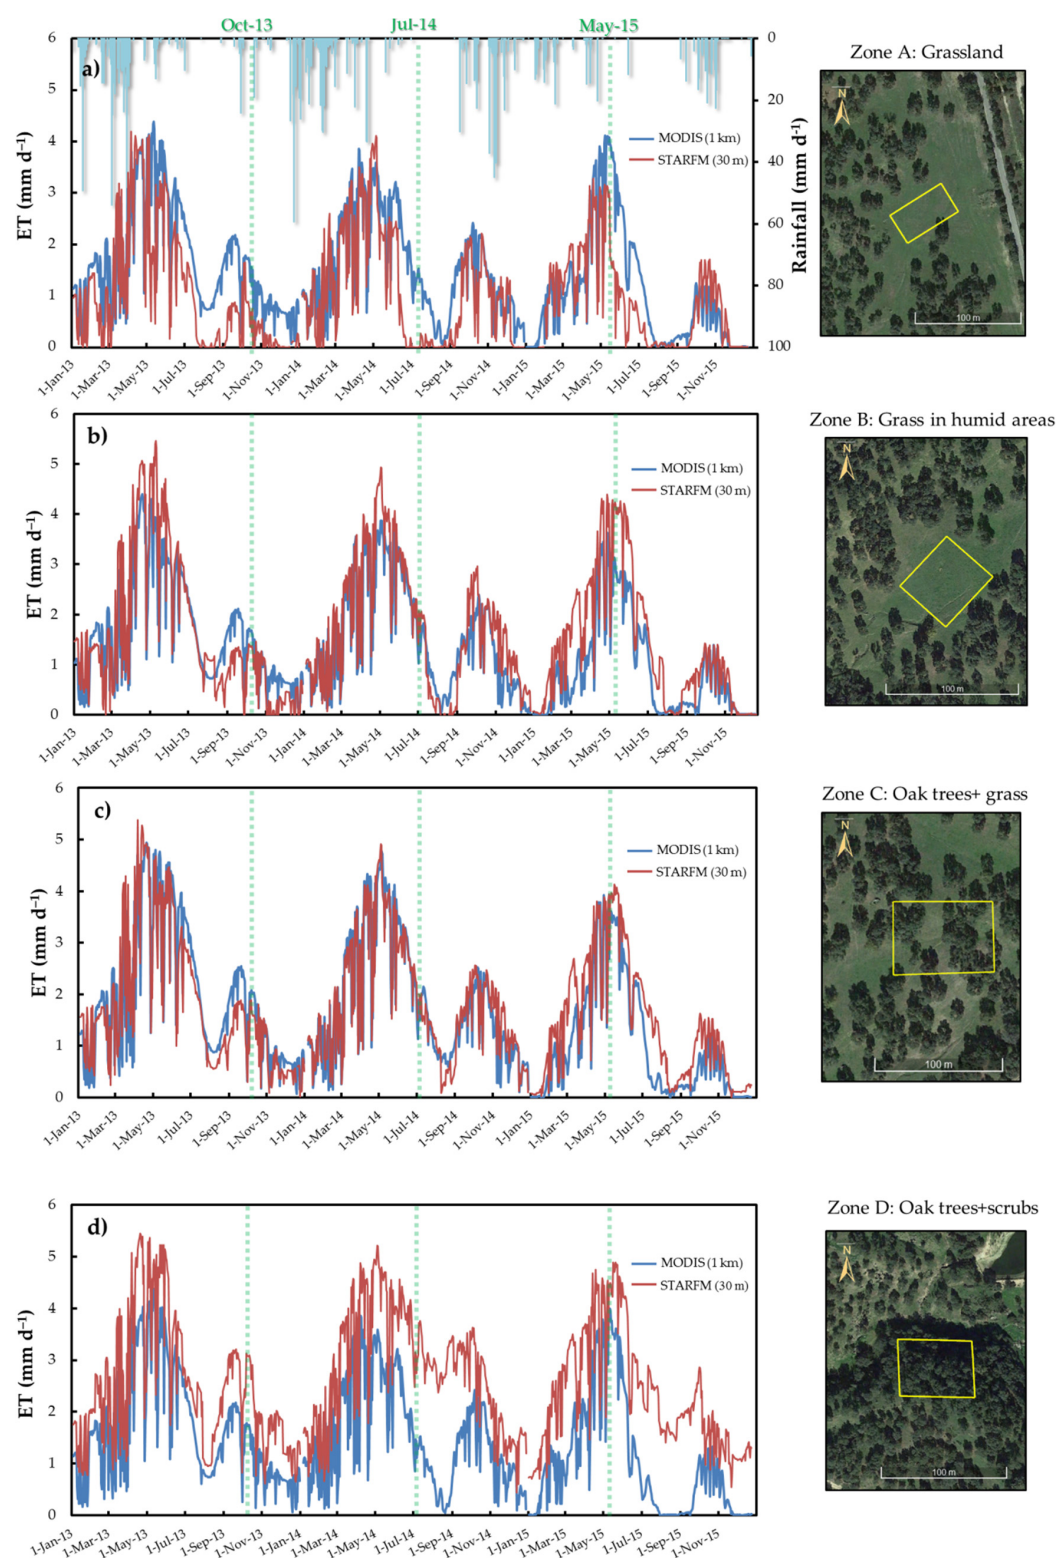 Oct-13 Jul-14 May-15
a)
ET (mm d⁻¹)
6
5
4
3
2
1
0
MODIS (1 km)
STARFM (30 m)
0
20
40
60
80
100
Rainfall (mm d⁻¹)
1-Jan-13 1-Mar-13 1-May-13 1-Jul-13 1-Sep-13 1-Nov-13 1-Jan-14 1-Mar-14 1-May-14 1-Jul-14 1-Sep-14 1-Nov-14 1-Jan-15 1-Mar-15 1-May-15 1-Jul-15 1-Sep-15 1-Nov-15
Zone A: Grassland
N
100 m
b)
ET (mm d⁻¹)
6
5
4
3
2
1
0
MODIS (1 km)
STARFM (30 m)
1-Jan-13 1-Mar-13 1-May-13 1-Jul-13 1-Sep-13 1-Nov-13 1-Jan-14 1-Mar-14 1-May-14 1-Jul-14 1-Sep-14 1-Nov-14 1-Jan-15 1-Mar-15 1-May-15 1-Jul-15 1-Sep-15 1-Nov-15
Zone B: Grass in humid areas
N
100 m
c)
ET (mm d⁻¹)
6
5
4
3
2
1
0
MODIS (1 km)
STARFM (30 m)
1-Jan-13 1-Mar-13 1-May-13 1-Jul-13 1-Sep-13 1-Nov-13 1-Jan-14 1-Mar-14 1-May-14 1-Jul-14 1-Sep-14 1-Nov-14 1-Jan-15 1-Mar-15 1-May-15 1-Jul-15 1-Sep-15 1-Nov-15
Zone C: Oak trees+ grass
N
100 m
d)
ET (mm d⁻¹)
6
5
4
3
2
1
0
MODIS (1 km)
STARFM (30 m)
1-Jan-13 1-Mar-13 1-May-13 1-Jul-13 1-Sep-13 1-Nov-13 1-Jan-14 1-Mar-14 1-May-14 1-Jul-14 1-Sep-14 1-Nov-14 1-Jan-15 1-Mar-15 1-May-15 1-Jul-15 1-Sep-15 1-Nov-15
Zone D: Oak trees+scrubs
N
100 m